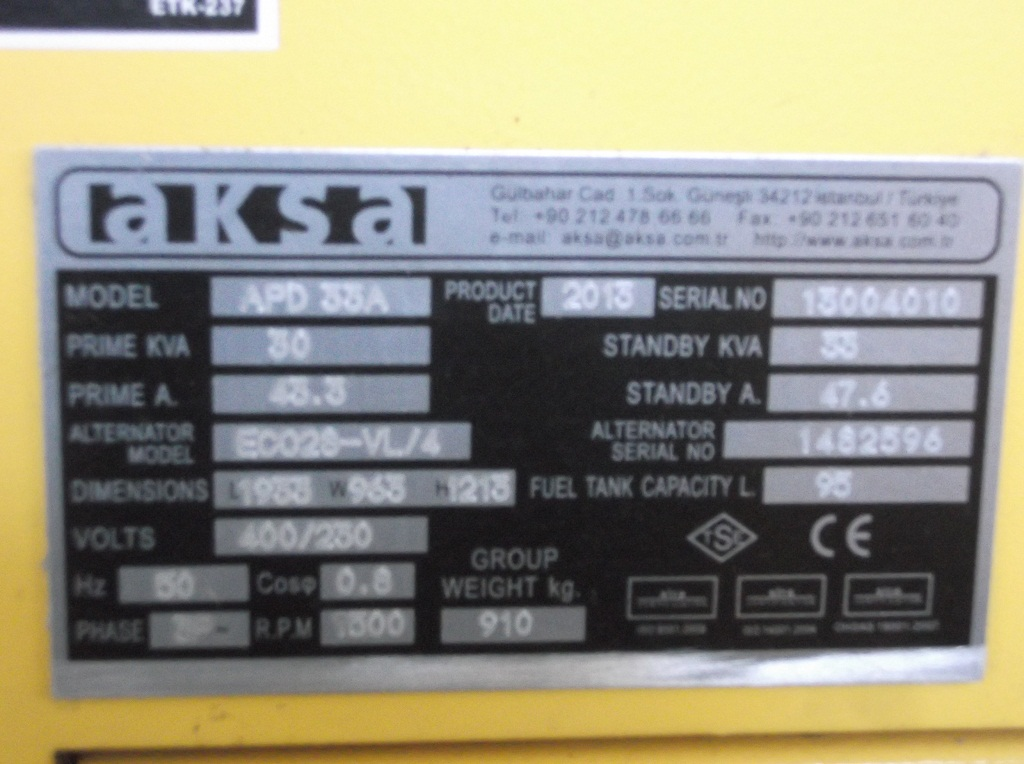 ETK-237
aksa
Gülbahar Cad. 1.Sok. Güneşli 34212 İstanbul / Türkiye
Tel: +90 212 478 66 66 Fax: +90 212 651 60 40
e-mail: aksa@aksa.com.tr http://www.aksa.com.tr
MODEL APD 33A PRODUCT DATE 2013 SERIAL NO 13004010
PRIME KVA 30 STANDBY KVA 33
PRIME A. 43.3 STANDBY A. 47.6
ALTERNATOR MODEL ECO28-VL/4 ALTERNATOR SERIAL NO 1482596
DIMENSIONS L 1933 W 963 H 1213 FUEL TANK CAPACITY L. 95
VOLTS 400/230 TSE CE
Hz 50 Cosφ 0.8 GROUP WEIGHT kg.
PHASE R.P.M 1500 910